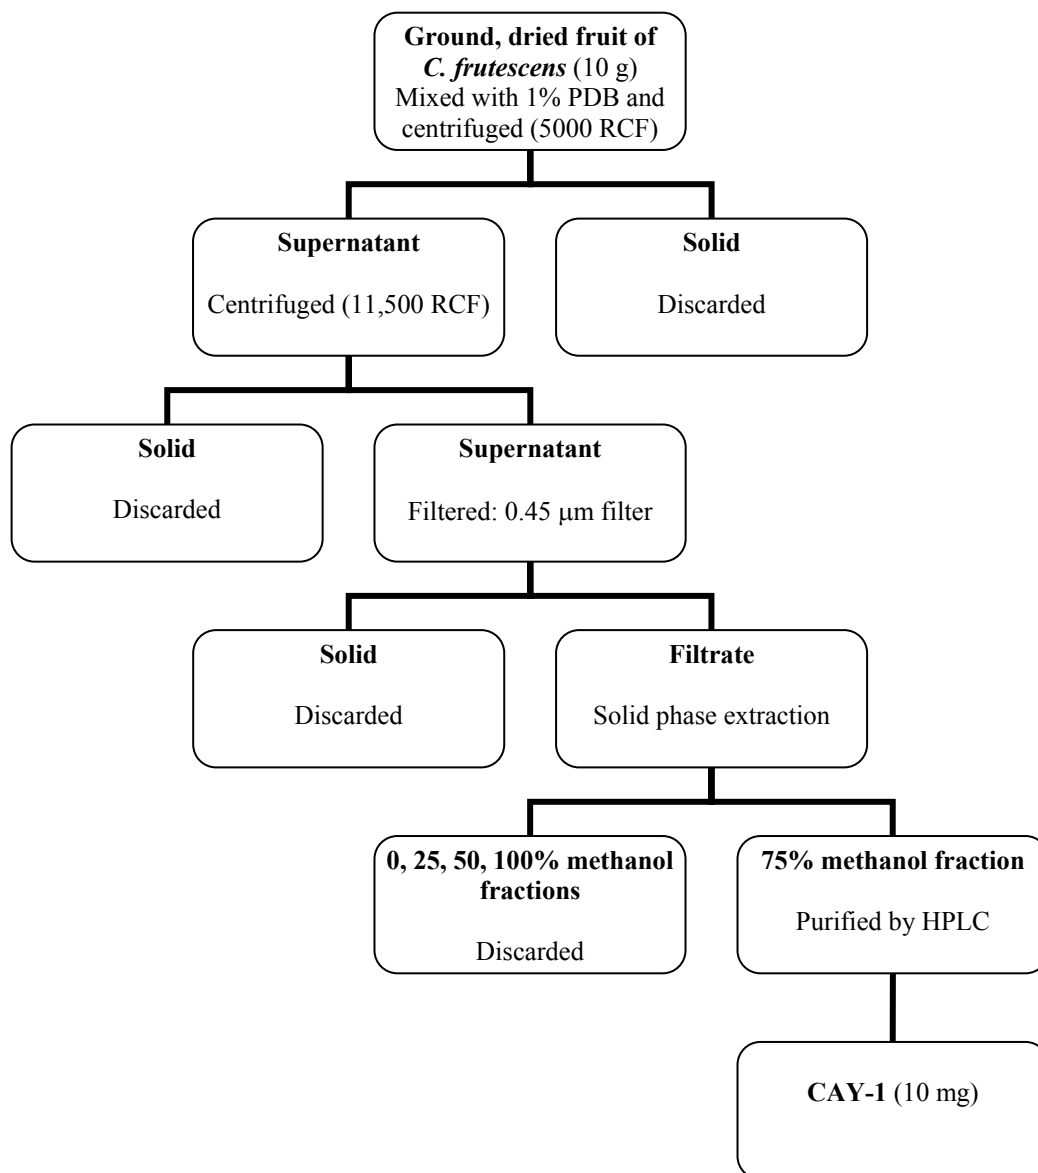 Ground, dried fruit of
C. frutescens (10 g)
Mixed with 1% PDB and
centrifuged (5000 RCF)
Supernatant
Centrifuged (11,500 RCF)
Solid
Discarded
Solid
Discarded
Supernatant
Filtered: 0.45 μm filter
Solid
Discarded
Filtrate
Solid phase extraction
0, 25, 50, 100% methanol
fractions
Discarded
75% methanol fraction
Purified by HPLC
CAY-1 (10 mg)